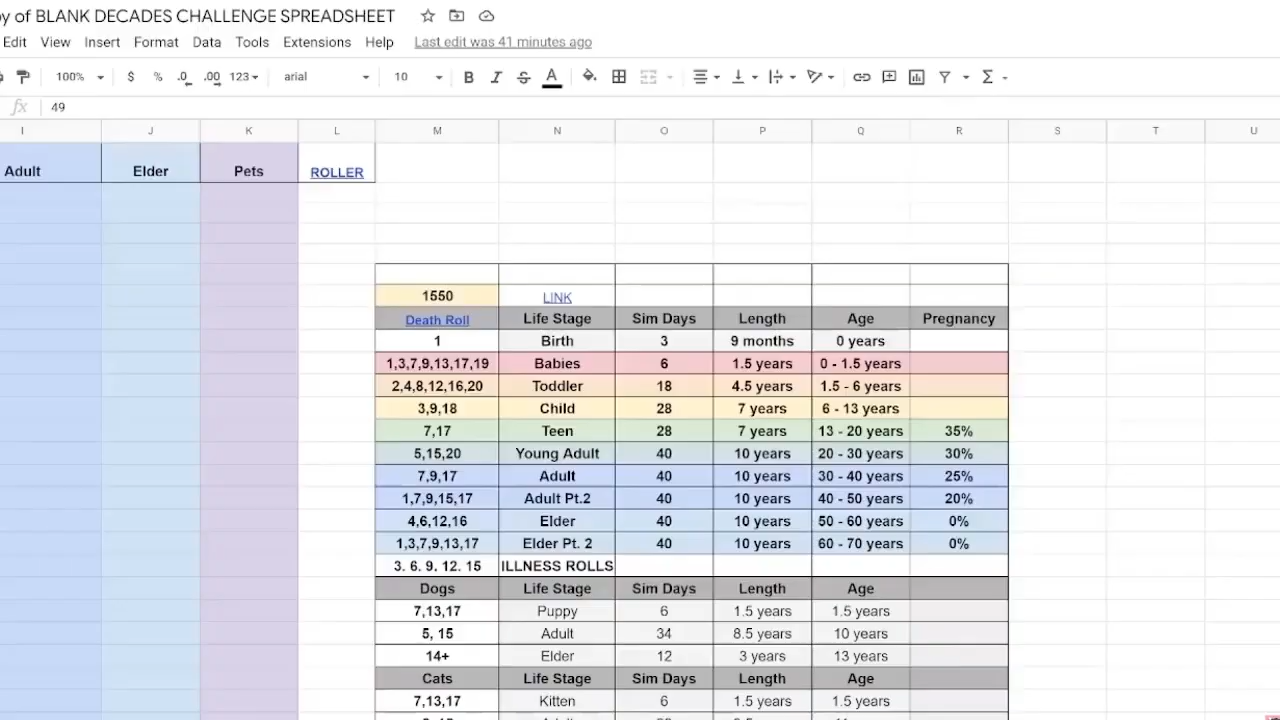 y of BLANK DECADES CHALLENGE SPREADSHEET
Edit View Insert Format Data Tools Extensions Help Last edit was 41 minutes ago
100% $ % .0 .00 123 arial 10 B I S A Σ
fx 49
I J K L M N O P Q R S T U
Adult Elder Pets ROLLER
1550 LINK
Death Roll Life Stage Sim Days Length Age Pregnancy
1 Birth 3 9 months 0 years
1,3,7,9,13,17,19 Babies 6 1.5 years 0 - 1.5 years
2,4,8,12,16,20 Toddler 18 4.5 years 1.5 - 6 years
3,9,18 Child 28 7 years 6 - 13 years
7,17 Teen 28 7 years 13 - 20 years 35%
5,15,20 Young Adult 40 10 years 20 - 30 years 30%
7,9,17 Adult 40 10 years 30 - 40 years 25%
1,7,9,15,17 Adult Pt.2 40 10 years 40 - 50 years 20%
4,6,12,16 Elder 40 10 years 50 - 60 years 0%
1,3,7,9,13,17 Elder Pt. 2 40 10 years 60 - 70 years 0%
3. 6. 9. 12. 15 ILLNESS ROLLS
Dogs Life Stage Sim Days Length Age
7,13,17 Puppy 6 1.5 years 1.5 years
5, 15 Adult 34 8.5 years 10 years
14+ Elder 12 3 years 13 years
Cats Life Stage Sim Days Length Age
7,13,17 Kitten 6 1.5 years 1.5 years